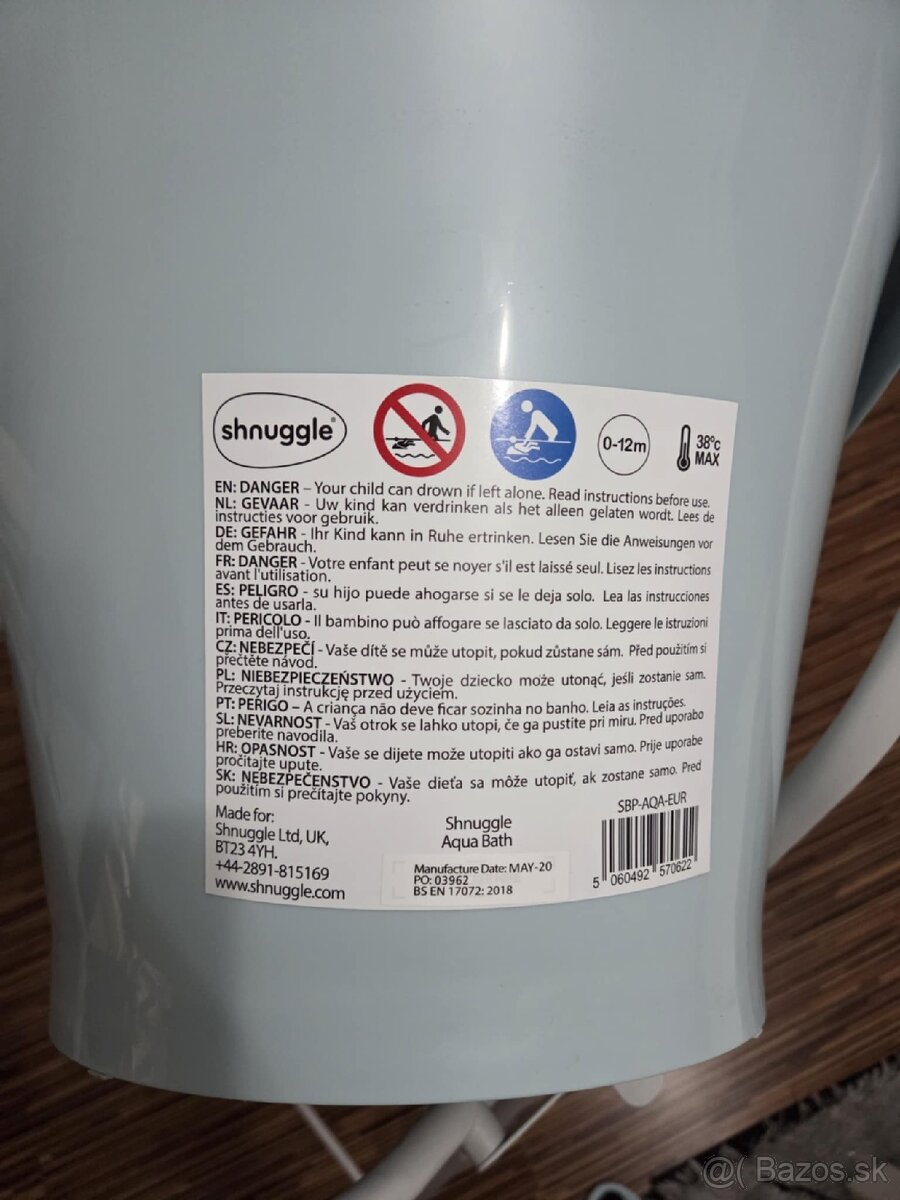 shnuggle®
0-12m
38°C
MAX
EN: DANGER – Your child can drown if left alone. Read instructions before use.
NL: GEVAAR - Uw kind kan verdrinken als het alleen gelaten wordt. Lees de
instructies voor gebruik.
DE: GEFAHR - Ihr Kind kann in Ruhe ertrinken. Lesen Sie die Anweisungen vor
dem Gebrauch.
FR: DANGER - Votre enfant peut se noyer s'il est laissé seul. Lisez les instructions
avant l'utilisation.
ES: PELIGRO - su hijo puede ahogarse si se le deja solo. Lea las instrucciones
antes de usarla.
IT: PERICOLO - Il bambino può affogare se lasciato da solo. Leggere le istruzioni
prima dell'uso.
CZ: NEBEZPEČÍ - Vaše dítě se může utopit, pokud zůstane sám. Před použitím si
přečtěte návod.
PL: NIEBEZPIECZEŃSTWO - Twoje dziecko może utonąć, jeśli zostanie sam.
Przeczytaj instrukcję przed użyciem.
PT: PERIGO – A criança não deve ficar sozinha no banho. Leia as instruções.
SL: NEVARNOST - Vaš otrok se lahko utopi, če ga pustite pri miru. Pred uporabo
preberite navodila.
HR: OPASNOST - Vaše se dijete može utopiti ako ga ostavi samo. Prije uporabe
pročitajte upute.
SK: NEBEZPEČENSTVO - Vaše dieťa sa môže utopiť, ak zostane samo. Pred
použitím si prečítajte pokyny.
Made for:
Shnuggle Ltd, UK,
BT23 4YH.
+44-2891-815169
www.shnuggle.com
Shnuggle
Aqua Bath
Manufacture Date: MAY-20
PO: 03962
BS EN 17072: 2018
SBP-AQA-EUR
5 060492 570622
@( Bazos.sk